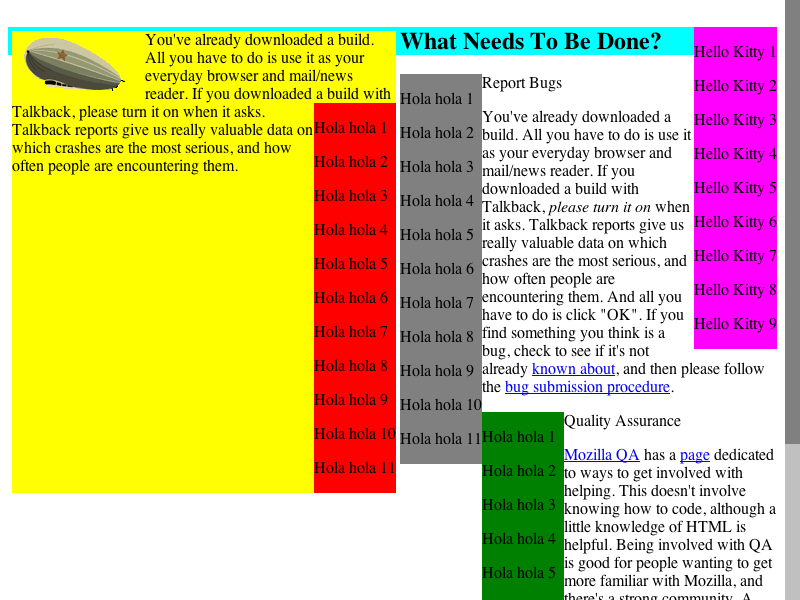 You've already downloaded a build.
All you have to do is use it as your
everyday browser and mail/news
reader. If you downloaded a build with
Talkback, please turn it on when it asks.
Talkback reports give us really valuable data on
which crashes are the most serious, and how
often people are encountering them.
Hola hola 1
Hola hola 2
Hola hola 3
Hola hola 4
Hola hola 5
Hola hola 6
Hola hola 7
Hola hola 8
Hola hola 9
Hola hola 10
Hola hola 11
What Needs To Be Done?
Hola hola 1
Hola hola 2
Hola hola 3
Hola hola 4
Hola hola 5
Hola hola 6
Hola hola 7
Hola hola 8
Hola hola 9
Hola hola 10
Hola hola 11
Hello Kitty 1
Hello Kitty 2
Hello Kitty 3
Hello Kitty 4
Hello Kitty 5
Hello Kitty 6
Hello Kitty 7
Hello Kitty 8
Hello Kitty 9
Report Bugs
You've already downloaded a
build. All you have to do is use it
as your everyday browser and
mail/news reader. If you
downloaded a build with
Talkback, please turn it on when
it asks. Talkback reports give us
really valuable data on which
crashes are the most serious, and
how often people are
encountering them. And all you
have to do is click "OK". If you
find something you think is a
bug, check to see if it's not
already known about, and then please follow
the bug submission procedure.
Hola hola 1
Hola hola 2
Hola hola 3
Hola hola 4
Hola hola 5
Quality Assurance
Mozilla QA has a page dedicated
to ways to get involved with
helping. This doesn't involve
knowing how to code, although a
little knowledge of HTML is
helpful. Being involved with QA
is good for people wanting to get
more familiar with Mozilla, and
there's a strong community. A